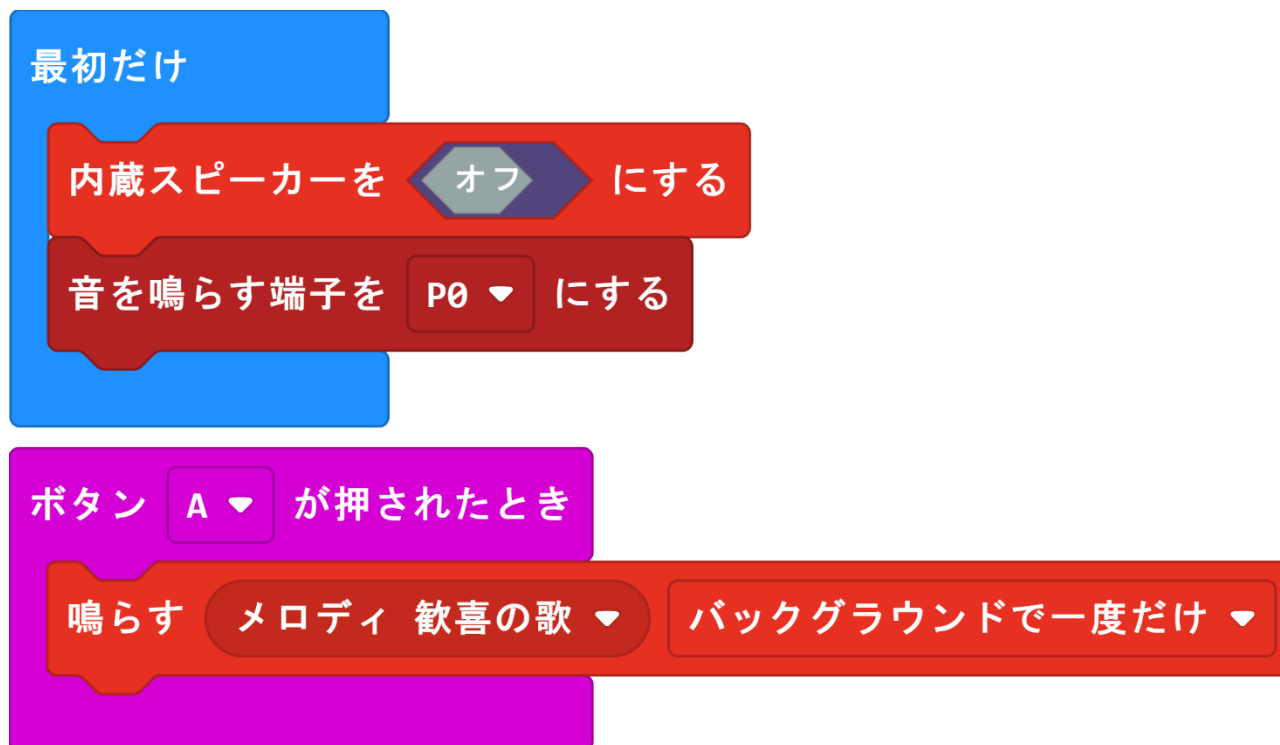 最初だけ
内蔵スピーカーを オフ にする
音を鳴らす端子を P0 にする
ボタン A が押されたとき
鳴らす メロディ 歓喜の歌 バックグラウンドで一度だけ